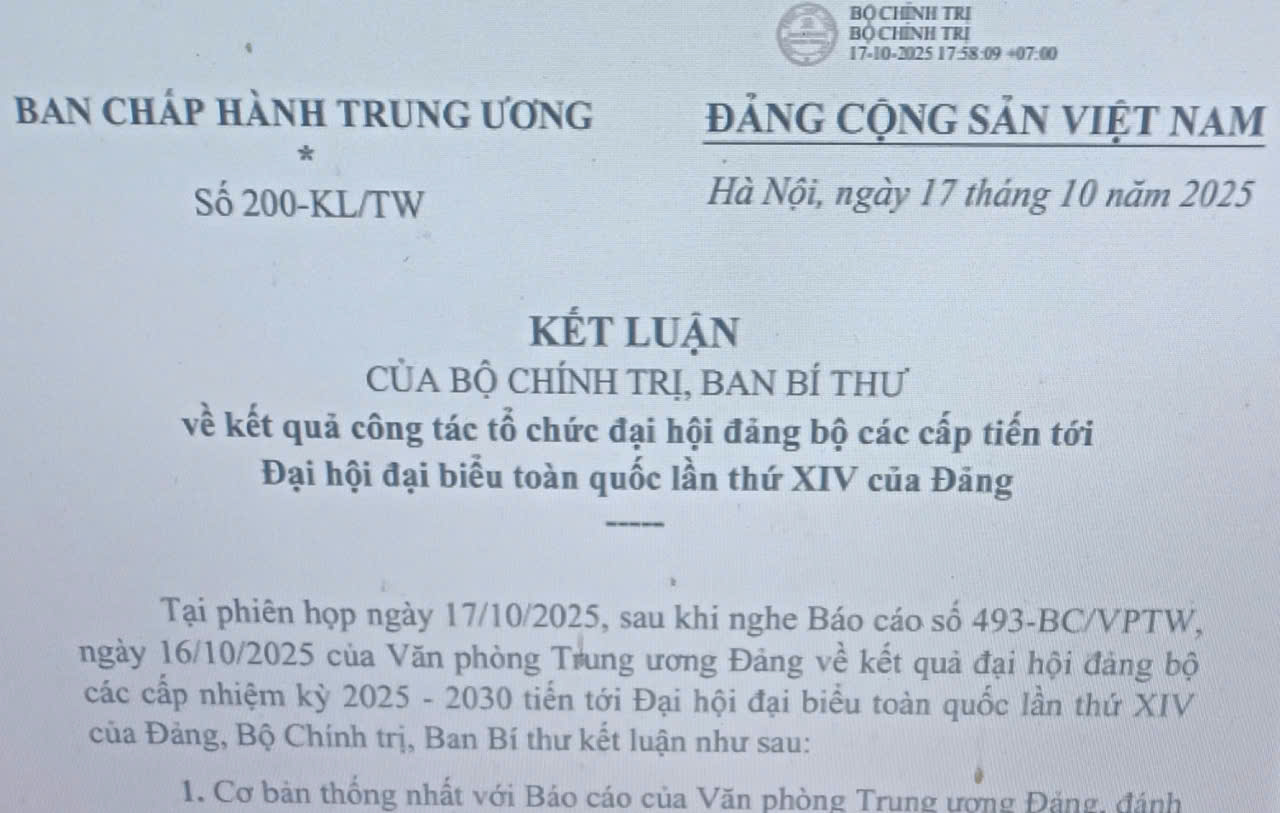 BỘ CHÍNH TRỊ
BỘ CHÍNH TRỊ
17-10-2025 17:58:09 +07:00
BAN CHẤP HÀNH TRUNG ƯƠNG
ĐẢNG CỘNG SẢN VIỆT NAM
*
Số 200-KL/TW
Hà Nội, ngày 17 tháng 10 năm 2025
KẾT LUẬN
CỦA BỘ CHÍNH TRỊ, BAN BÍ THƯ
về kết quả công tác tổ chức đại hội đảng bộ các cấp tiến tới
Đại hội đại biểu toàn quốc lần thứ XIV của Đảng
-----
Tại phiên họp ngày 17/10/2025, sau khi nghe Báo cáo số 493-BC/VPTW,
ngày 16/10/2025 của Văn phòng Trung ương Đảng về kết quả đại hội đảng bộ
các cấp nhiệm kỳ 2025 - 2030 tiến tới Đại hội đại biểu toàn quốc lần thứ XIV
của Đảng, Bộ Chính trị, Ban Bí thư kết luận như sau:
1. Cơ bản thống nhất với Báo cáo của Văn phòng Trung ương Đảng, đánh